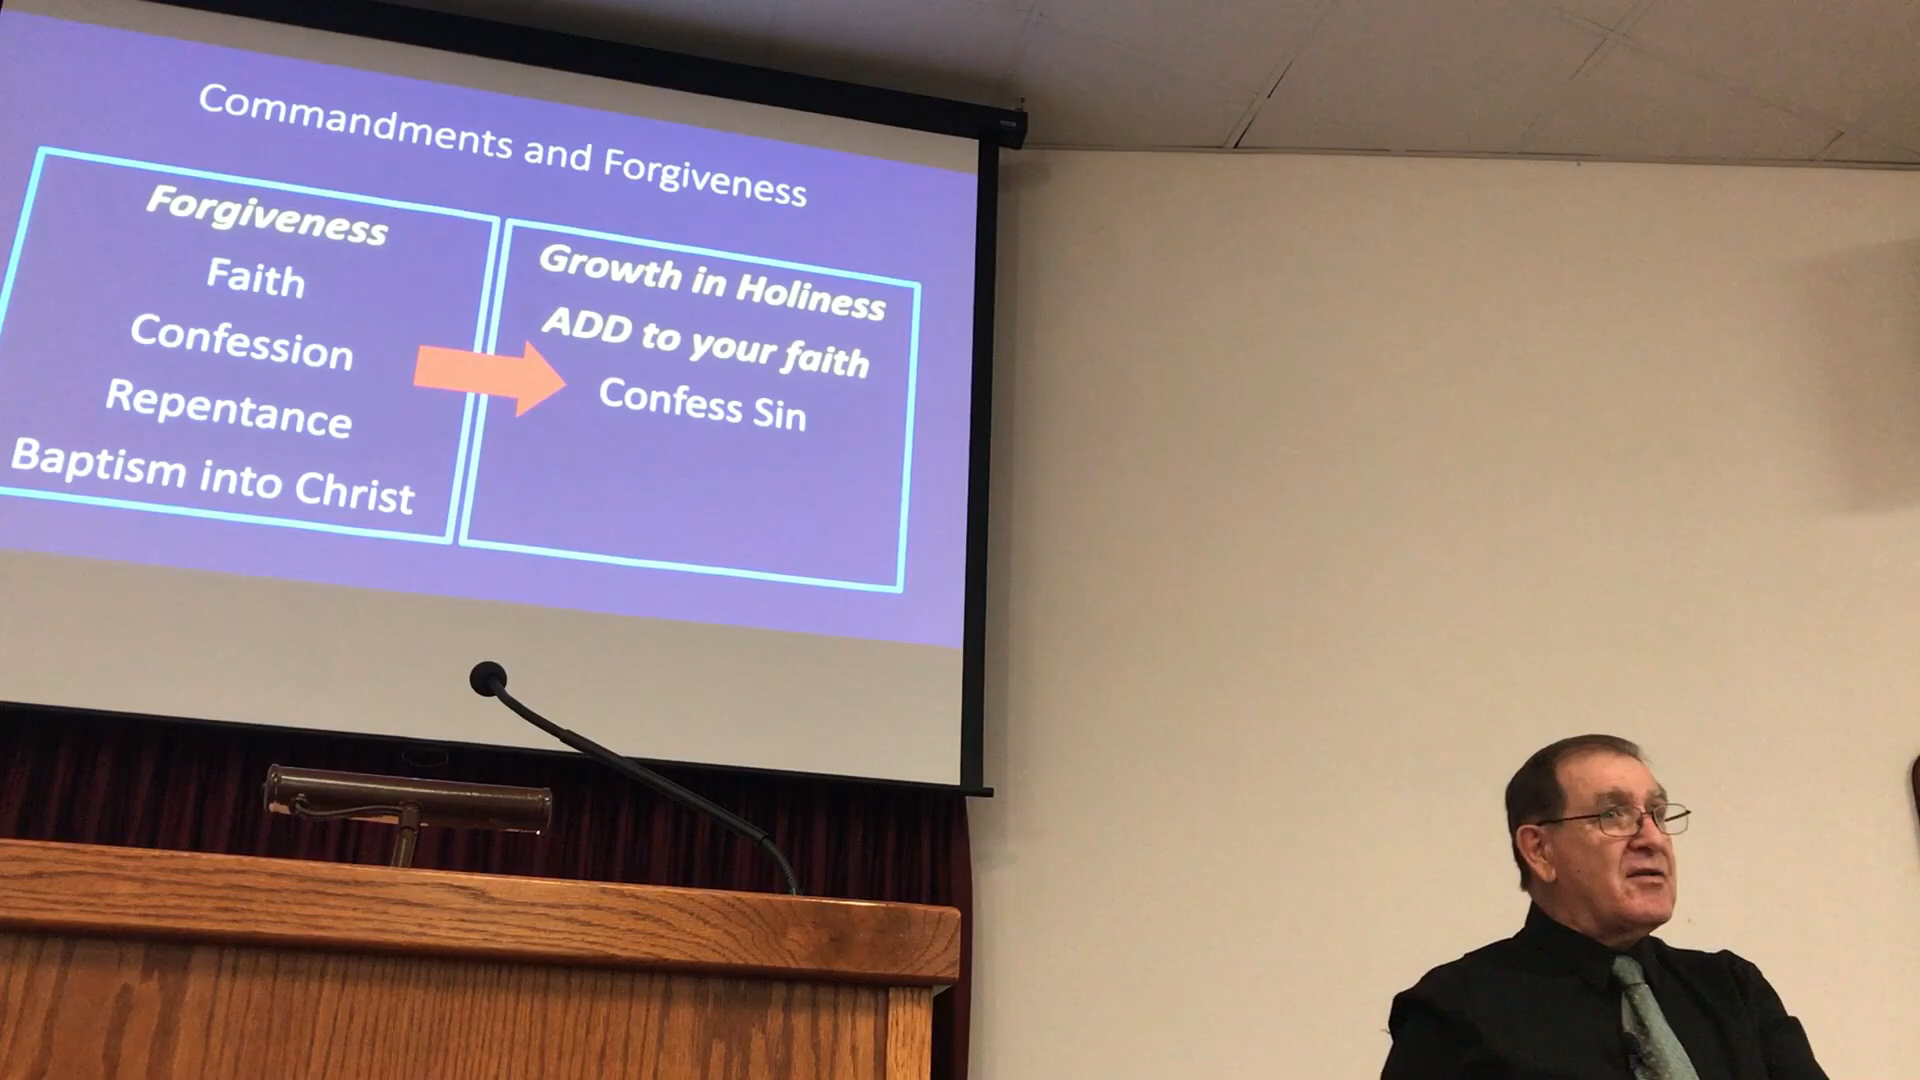 Commandments and Forgiveness
Forgiveness
Faith
Confession
Repentance
Baptism into Christ
Growth in Holiness
ADD to your faith
Confess Sin